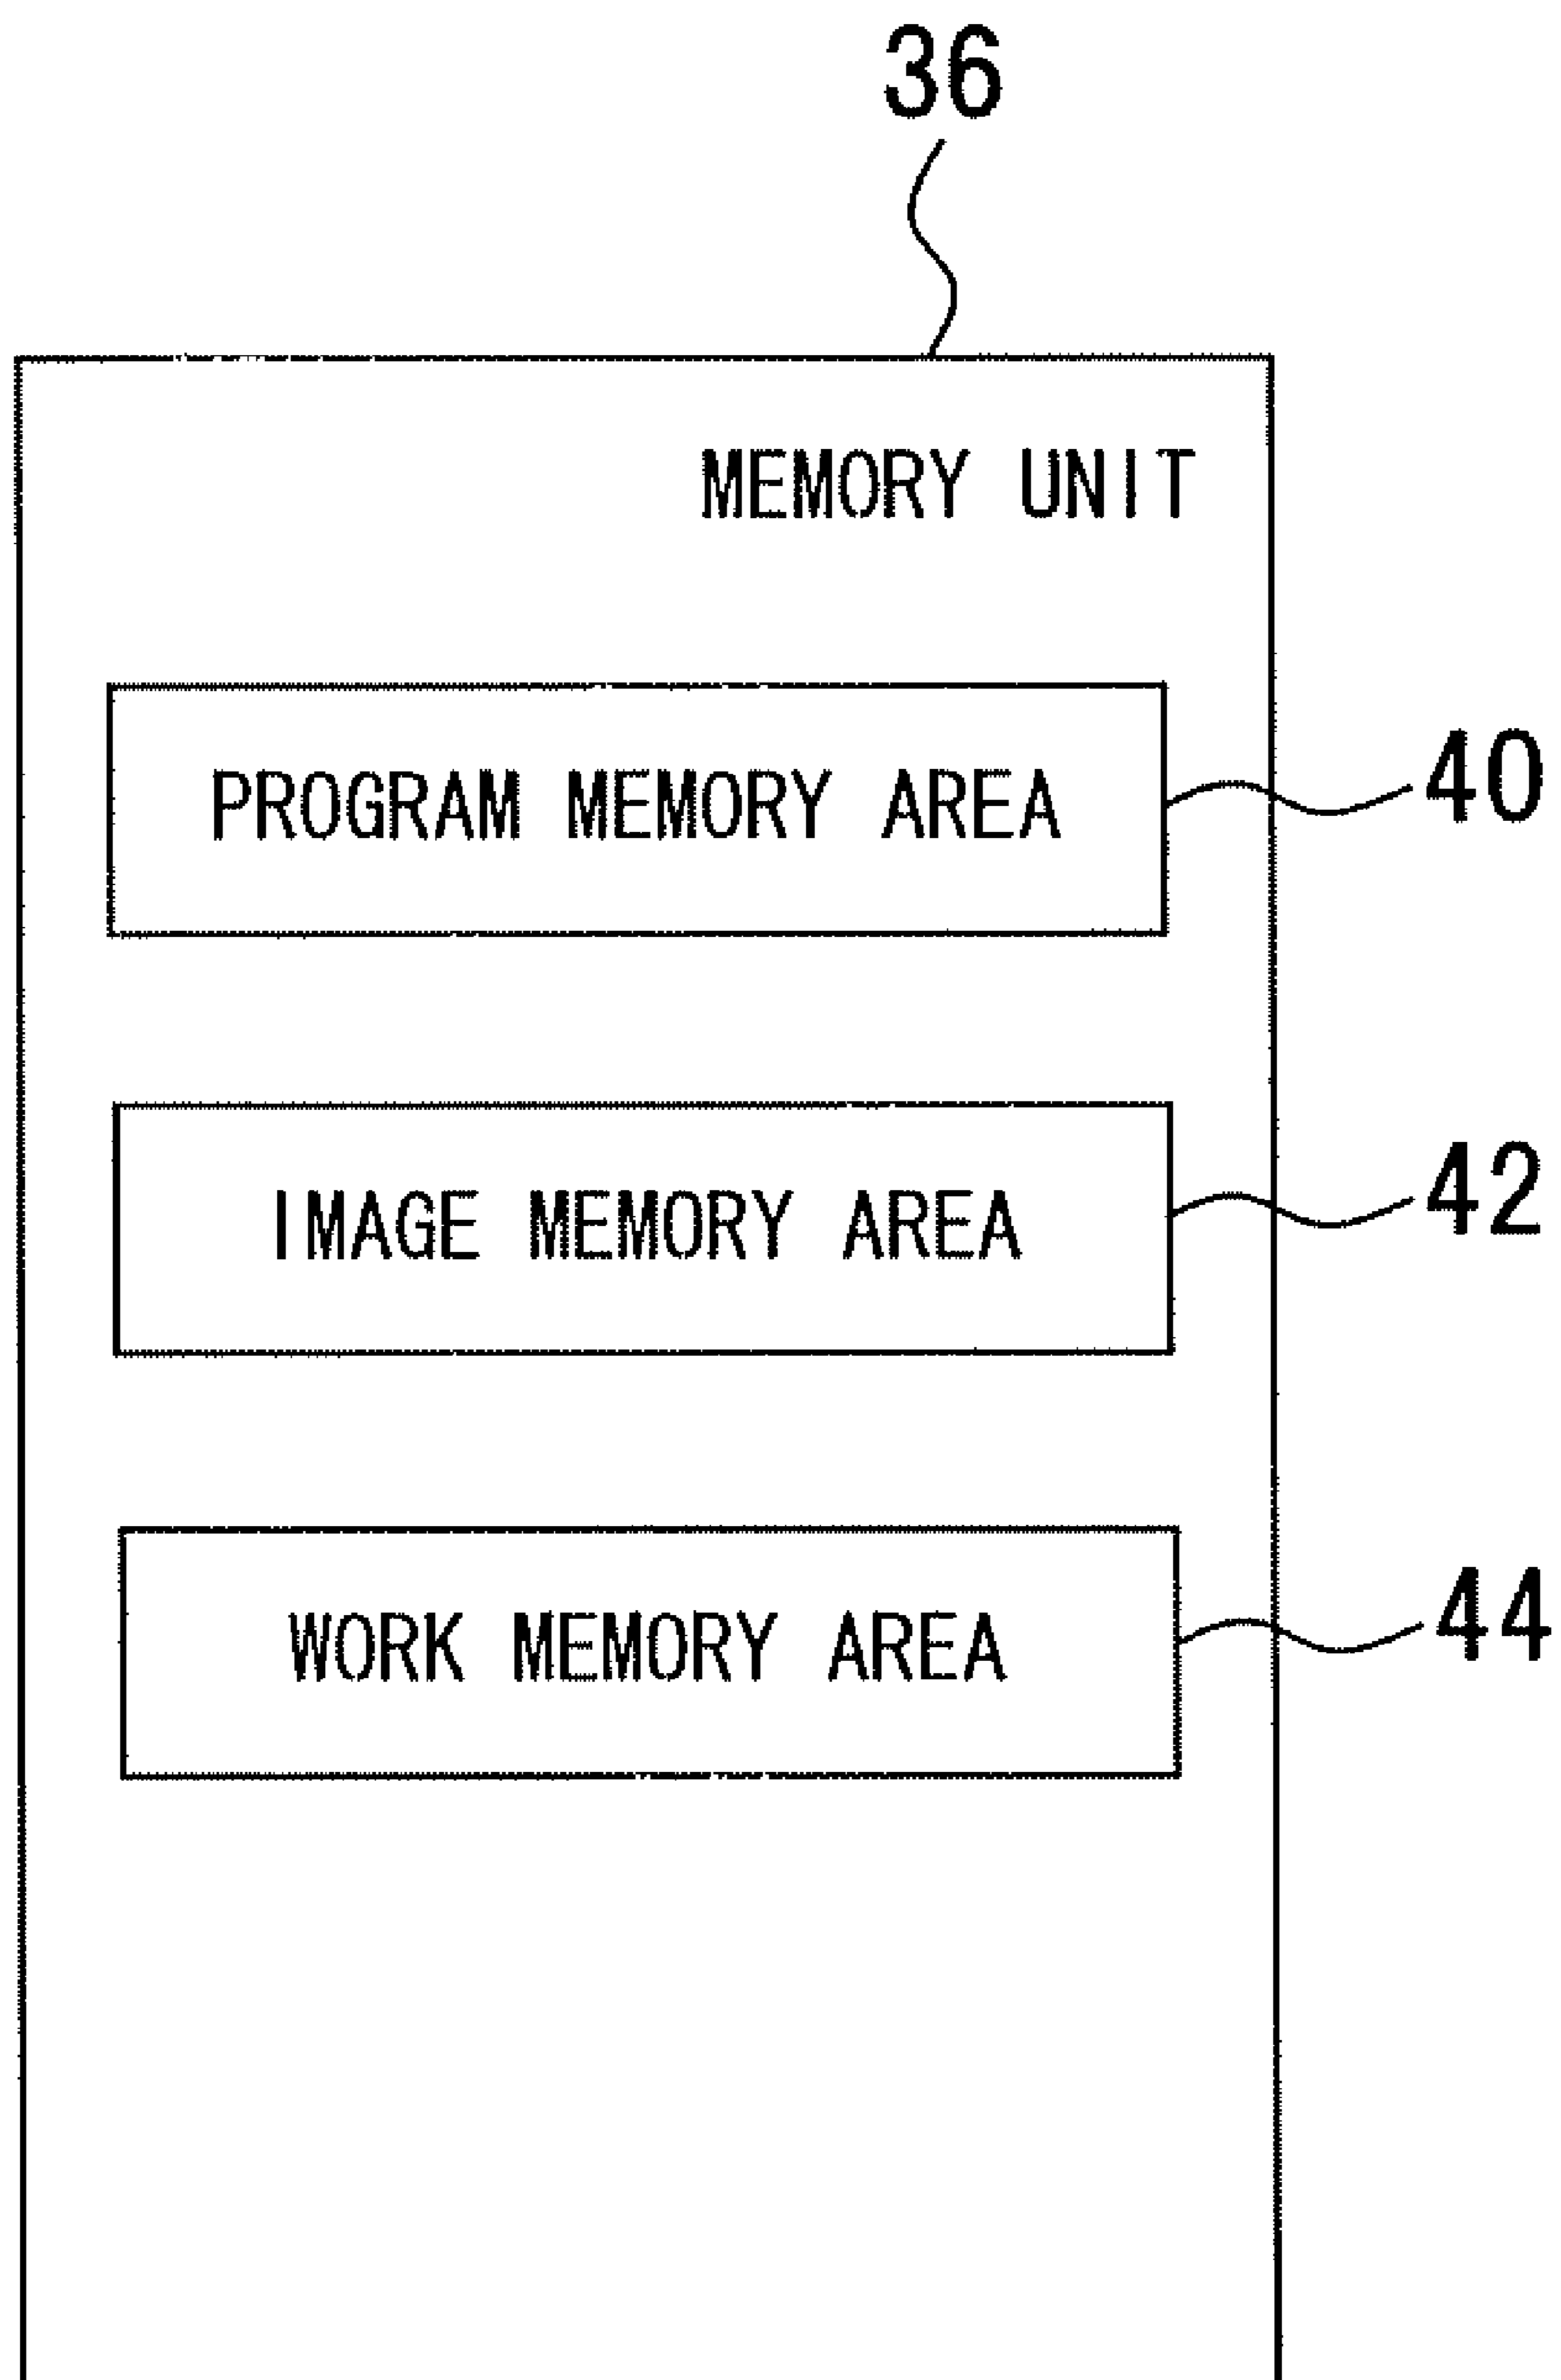 36
MEMORY UNIT
PROGRAM MEMORY AREA
40
IMAGE MEMORY AREA
42
WORK MEMORY AREA
44